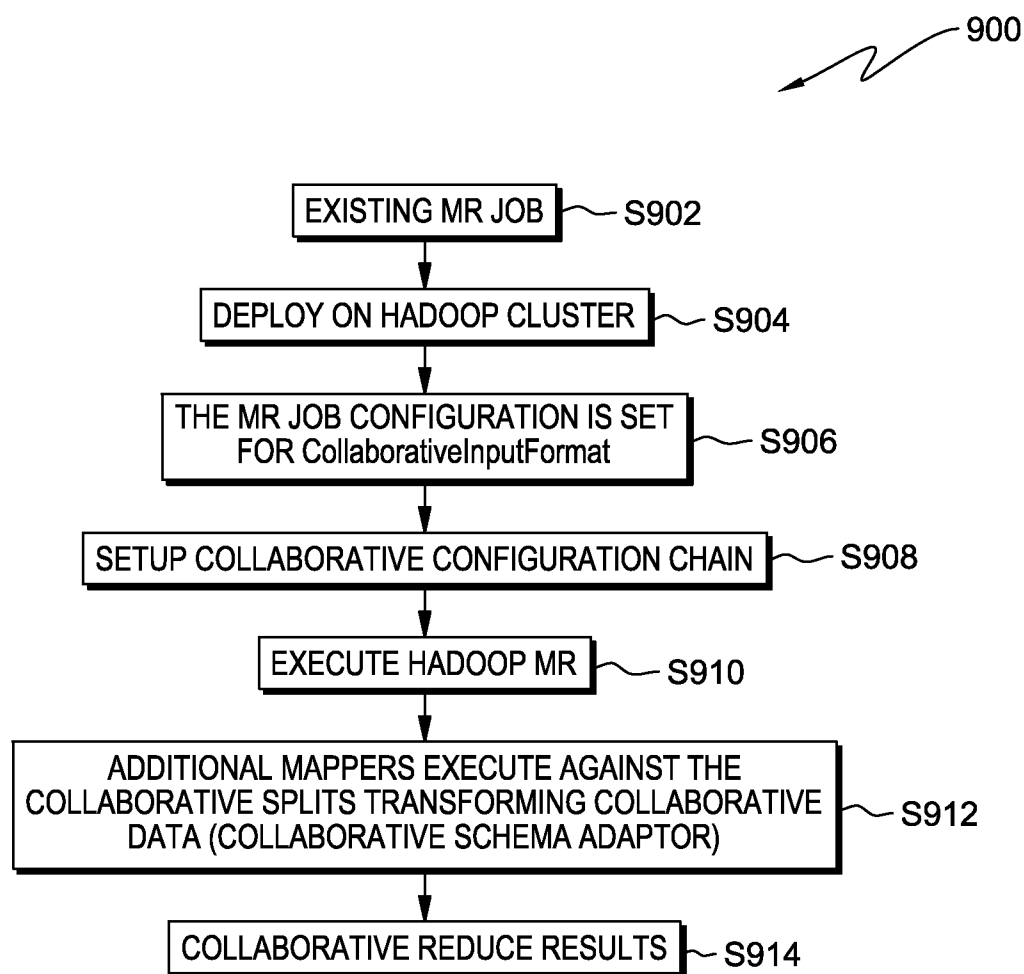 900
EXISTING MR JOB
S902
DEPLOY ON HADOOP CLUSTER
S904
THE MR JOB CONFIGURATION IS SET
FOR CollaborativeInputFormat
S906
SETUP COLLABORATIVE CONFIGURATION CHAIN
S908
EXECUTE HADOOP MR
S910
ADDITIONAL MAPPERS EXECUTE AGAINST THE
COLLABORATIVE SPLITS TRANSFORMING COLLABORATIVE
DATA (COLLABORATIVE SCHEMA ADAPTOR)
S912
COLLABORATIVE REDUCE RESULTS
S914